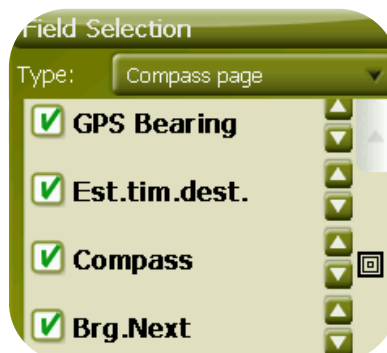 Field Selection
Type: Compass page
GPS Bearing
Est.tim.dest.
Compass
Brg.Next